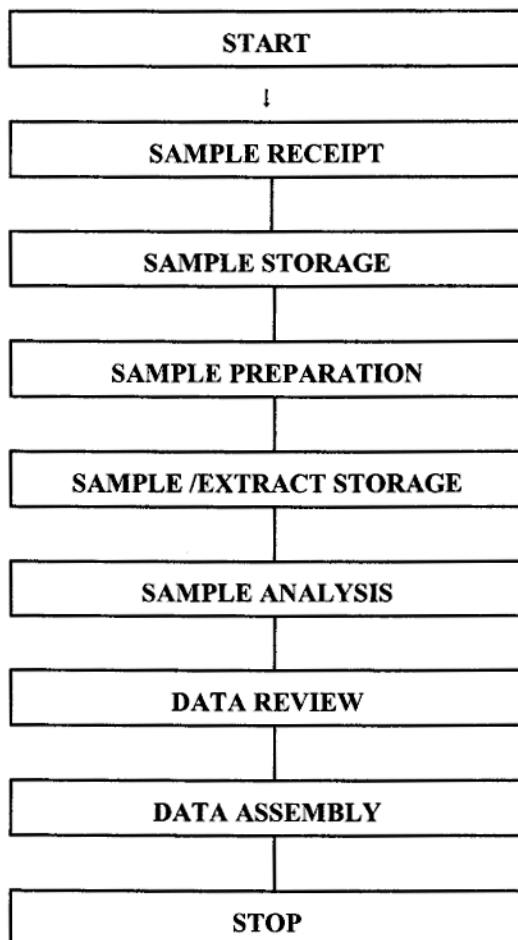 START
SAMPLE RECEIPT
SAMPLE STORAGE
SAMPLE PREPARATION
SAMPLE /EXTRACT STORAGE
SAMPLE ANALYSIS
DATA REVIEW
DATA ASSEMBLY
STOP